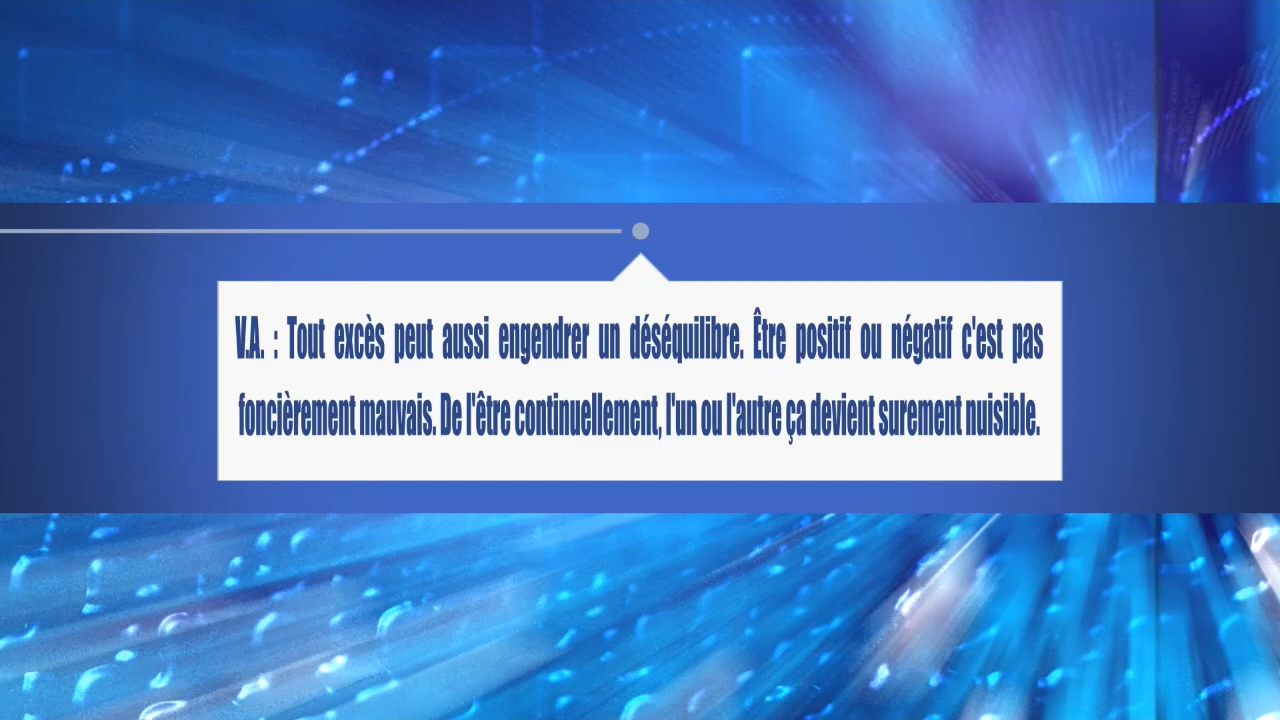 V.A. : Tout excès peut aussi engendrer un déséquilibre. Être positif ou négatif c'est pas
foncièrement mauvais. De l'être continuellement, l'un ou l'autre ça devient surement nuisible.